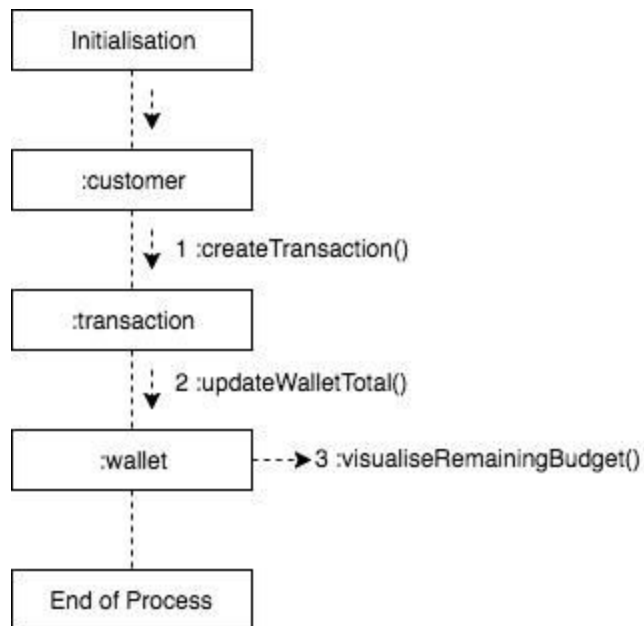 Initialisation
:customer
1 :createTransaction()
:transaction
2 :updateWalletTotal()
:wallet
3 :visualiseRemainingBudget()
End of Process